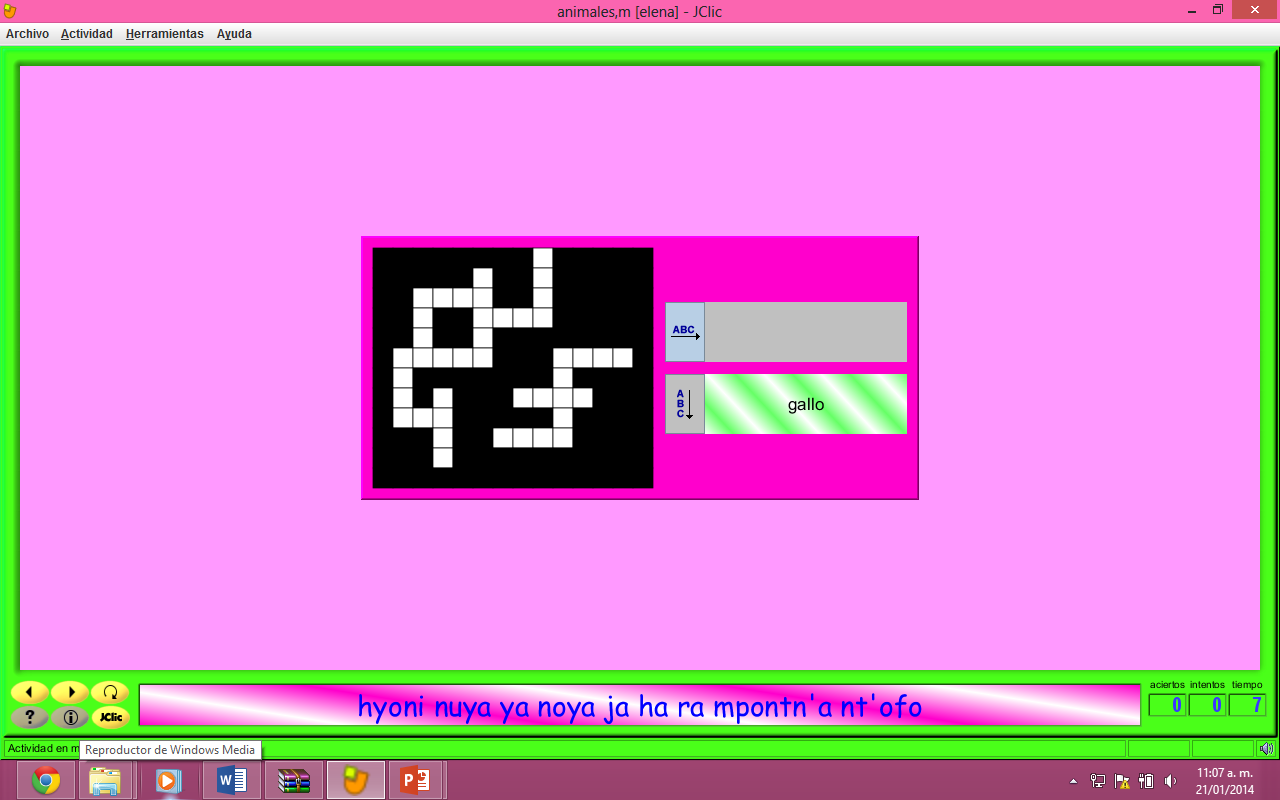 animales,m [elena] - JClic
Archivo Actividad Herramientas Ayuda
ABC
A
B
C
gallo
aciertos intentos tiempo
hyoni nuya ya noya ja ha ra mpontn'a nt'ofo
0 0 7
? JClic
Actividad en m
Reproductor de Windows Media
11:07 a. m.
21/01/2014